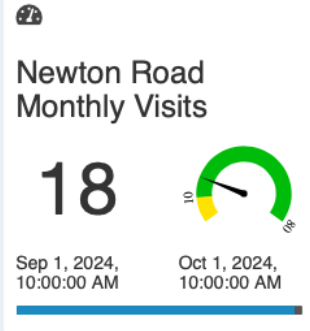 Newton Road
Monthly Visits
18
10
80
Sep 1, 2024,
10:00:00 AM
Oct 1, 2024,
10:00:00 AM